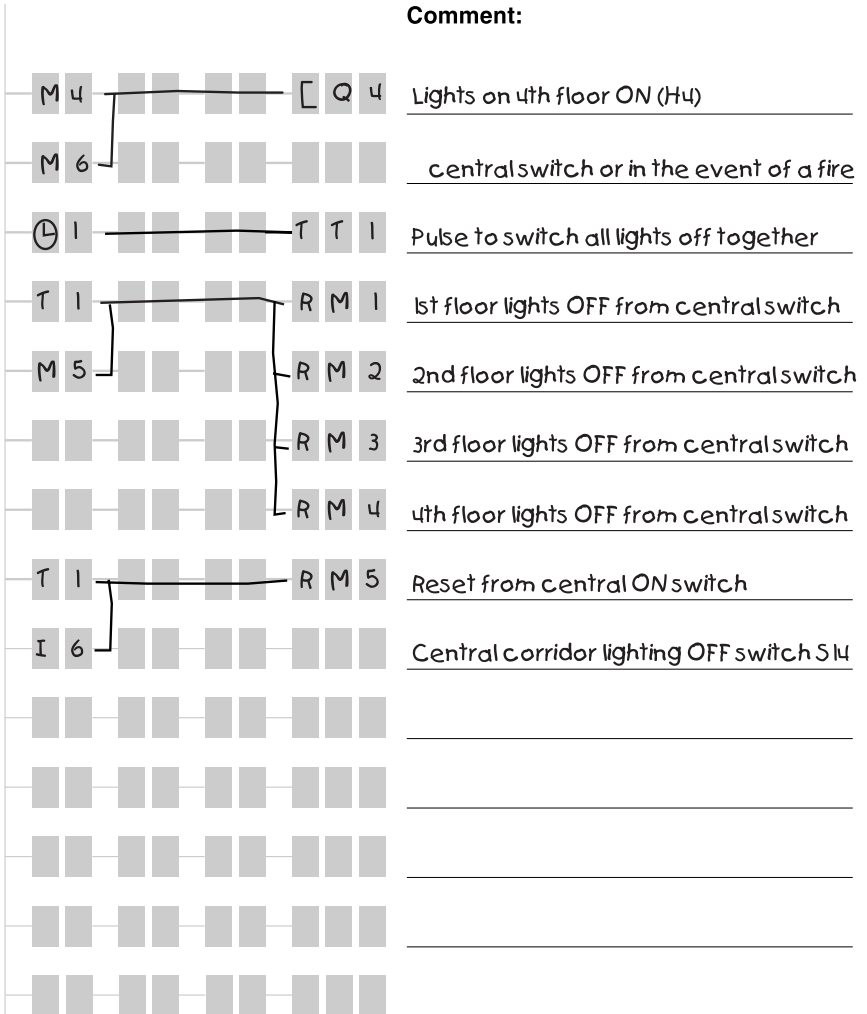 Comment:
M 4 [ Q 4 Lights on 4th floor ON (H4)
M 6 central switch or in the event of a fire
1 T T 1 Pulse to switch all lights off together
T 1 R M 1 1st floor lights OFF from central switch
M 5 R M 2 2nd floor lights OFF from central switch
R M 3 3rd floor lights OFF from central switch
R M 4 4th floor lights OFF from central switch
T 1 R M 5 Reset from central ON switch
I 6 Central corridor lighting OFF switch S14